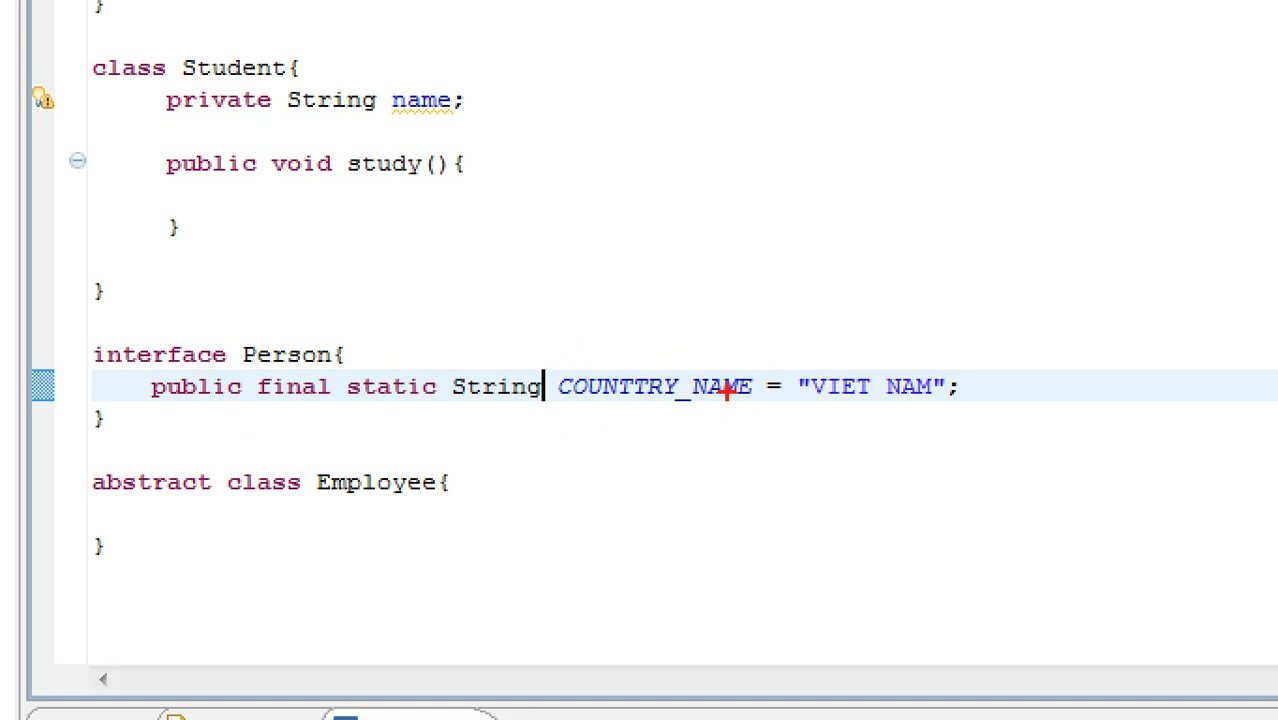 }
class Student{
private String name;
public void study(){
}
}
interface Person{
public final static String COUNTTRY_NAME = "VIET NAM";
}
abstract class Employee{
}